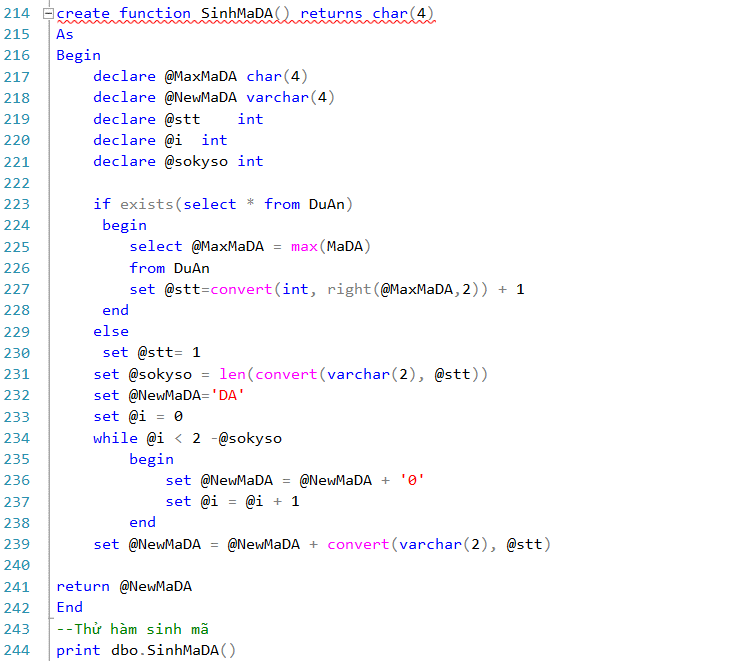 214 create function SinhMaDA() returns char(4)
215 As
216 Begin
217     declare @MaxMaDA char(4)
218     declare @NewMaDA varchar(4)
219     declare @stt    int
220     declare @i  int
221     declare @sokyso int
222
223     if exists(select * from DuAn)
224      begin
225         select @MaxMaDA = max(MaDA)
226         from DuAn
227         set @stt=convert(int, right(@MaxMaDA,2)) + 1
228      end
229     else
230      set @stt= 1
231     set @sokyso = len(convert(varchar(2), @stt))
232     set @NewMaDA='DA'
233     set @i = 0
234     while @i < 2 -@sokyso
235         begin
236             set @NewMaDA = @NewMaDA + '0'
237             set @i = @i + 1
238         end
239     set @NewMaDA = @NewMaDA + convert(varchar(2), @stt)
240
241 return @NewMaDA
242 End
243 --Thử hàm sinh mã
244 print dbo.SinhMaDA()